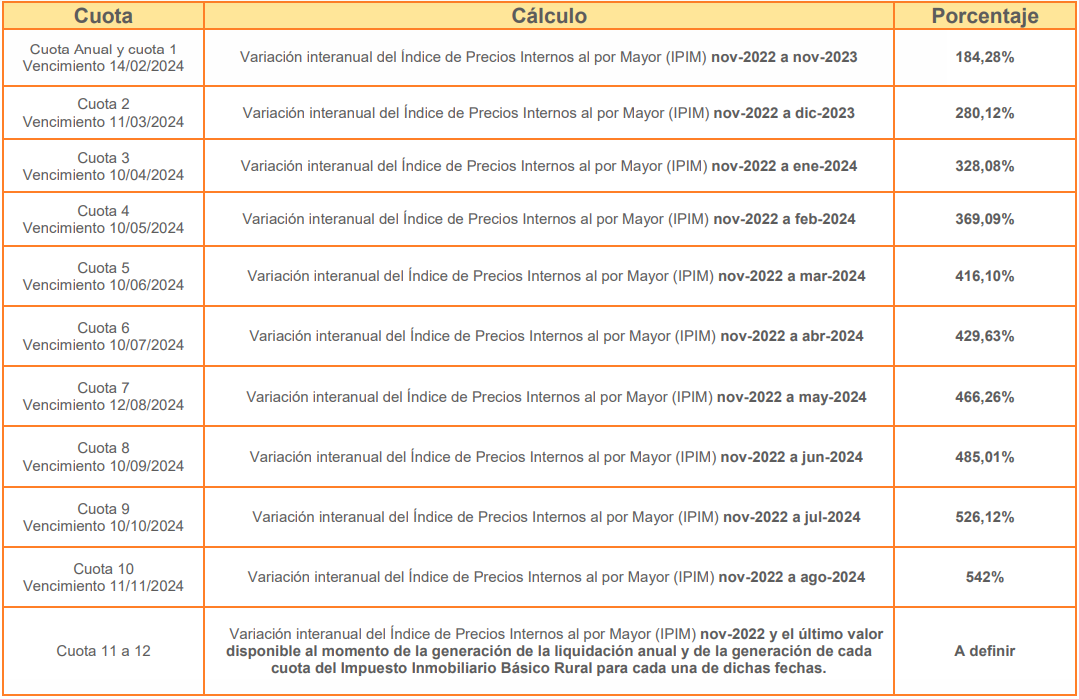 Cuota Cálculo Porcentaje
Cuota Anual y cuota 1
Vencimiento 14/02/2024
Variación interanual del Índice de Precios Internos al por Mayor (IPIM) nov-2022 a nov-2023
184,28%
Cuota 2
Vencimiento 11/03/2024
Variación interanual del Índice de Precios Internos al por Mayor (IPIM) nov-2022 a dic-2023
280,12%
Cuota 3
Vencimiento 10/04/2024
Variación interanual del Índice de Precios Internos al por Mayor (IPIM) nov-2022 a ene-2024
328,08%
Cuota 4
Vencimiento 10/05/2024
Variación interanual del Índice de Precios Internos al por Mayor (IPIM) nov-2022 a feb-2024
369,09%
Cuota 5
Vencimiento 10/06/2024
Variación interanual del Índice de Precios Internos al por Mayor (IPIM) nov-2022 a mar-2024
416,10%
Cuota 6
Vencimiento 10/07/2024
Variación interanual del Índice de Precios Internos al por Mayor (IPIM) nov-2022 a abr-2024
429,63%
Cuota 7
Vencimiento 12/08/2024
Variación interanual del Índice de Precios Internos al por Mayor (IPIM) nov-2022 a may-2024
466,26%
Cuota 8
Vencimiento 10/09/2024
Variación interanual del Índice de Precios Internos al por Mayor (IPIM) nov-2022 a jun-2024
485,01%
Cuota 9
Vencimiento 10/10/2024
Variación interanual del Índice de Precios Internos al por Mayor (IPIM) nov-2022 a jul-2024
526,12%
Cuota 10
Vencimiento 11/11/2024
Variación interanual del Índice de Precios Internos al por Mayor (IPIM) nov-2022 a ago-2024
542%
Cuota 11 a 12
Variación interanual del Índice de Precios Internos al por Mayor (IPIM) nov-2022 y el último valor
disponible al momento de la generación de la liquidación anual y de la generación de cada
cuota del Impuesto Inmobiliario Básico Rural para cada una de dichas fechas.
A definir